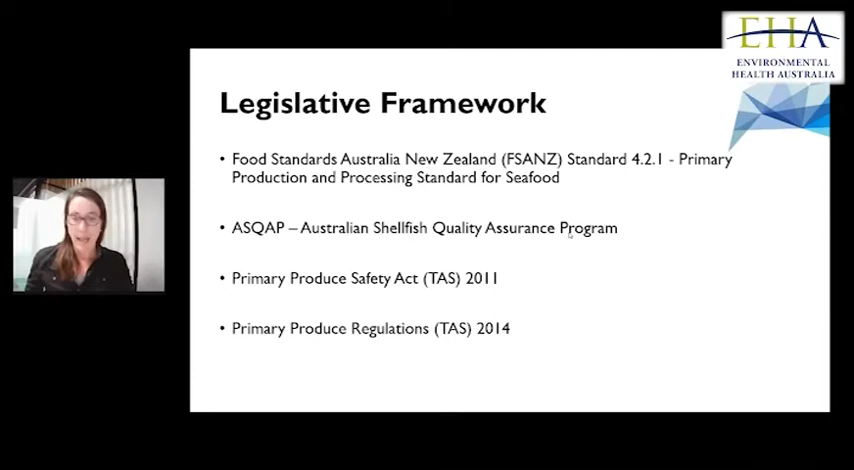 EHA
ENVIRONMENTAL
HEALTH AUSTRALIA
Legislative Framework
• Food Standards Australia New Zealand (FSANZ) Standard 4.2.1 - Primary
Production and Processing Standard for Seafood
• ASQAP – Australian Shellfish Quality Assurance Program
• Primary Produce Safety Act (TAS) 2011
• Primary Produce Regulations (TAS) 2014